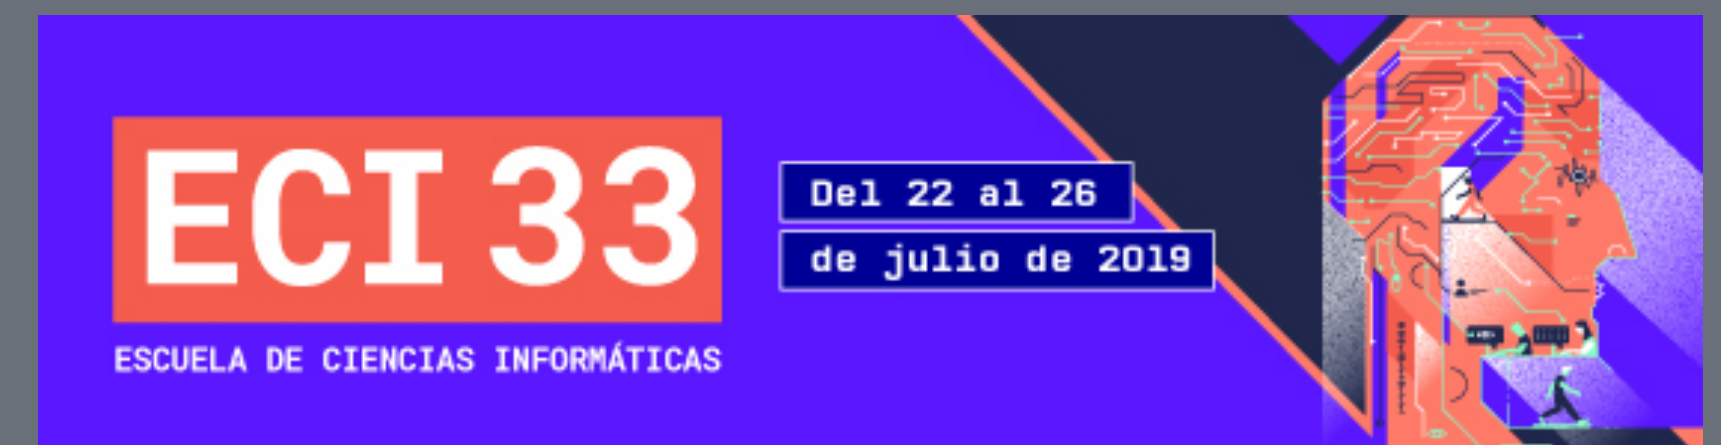 ECI 33
ESCUELA DE CIENCIAS INFORMÁTICAS
Del 22 al 26
de julio de 2019